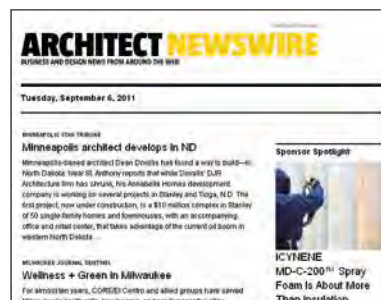 ARCHITECT NEWSWIRE
BUSINESS AND DESIGN NEWS FROM AROUND THE WEB
Tuesday, September 6, 2011
MINNEAPOLIS STAR TRIBUNE
Minneapolis architect develops in ND
Minneapolis-based architect Dean Dovolis has found a way to build—in
North Dakota. Near St. Anthony reports that while Dovolis' DJR
Architecture firm has shrunk, his Annabelle Homes development
company is working on several projects in Stanley and Tioga, N.D. The
first project, now under construction, is a $10 million complex in Stanley
of 50 single-family homes and townhouses, with an accompanying
office and retail center, that takes advantage of the current oil boom in
western North Dakota ...
MILWAUKEE JOURNAL SENTINEL
Wellness + Green in Milwaukee
For almost ten years, CORE/El Centro and allied groups have served
Sponsor Spotlight
ICYNENE
MD-C-200™ Spray
Foam Is About More
Than Insulation